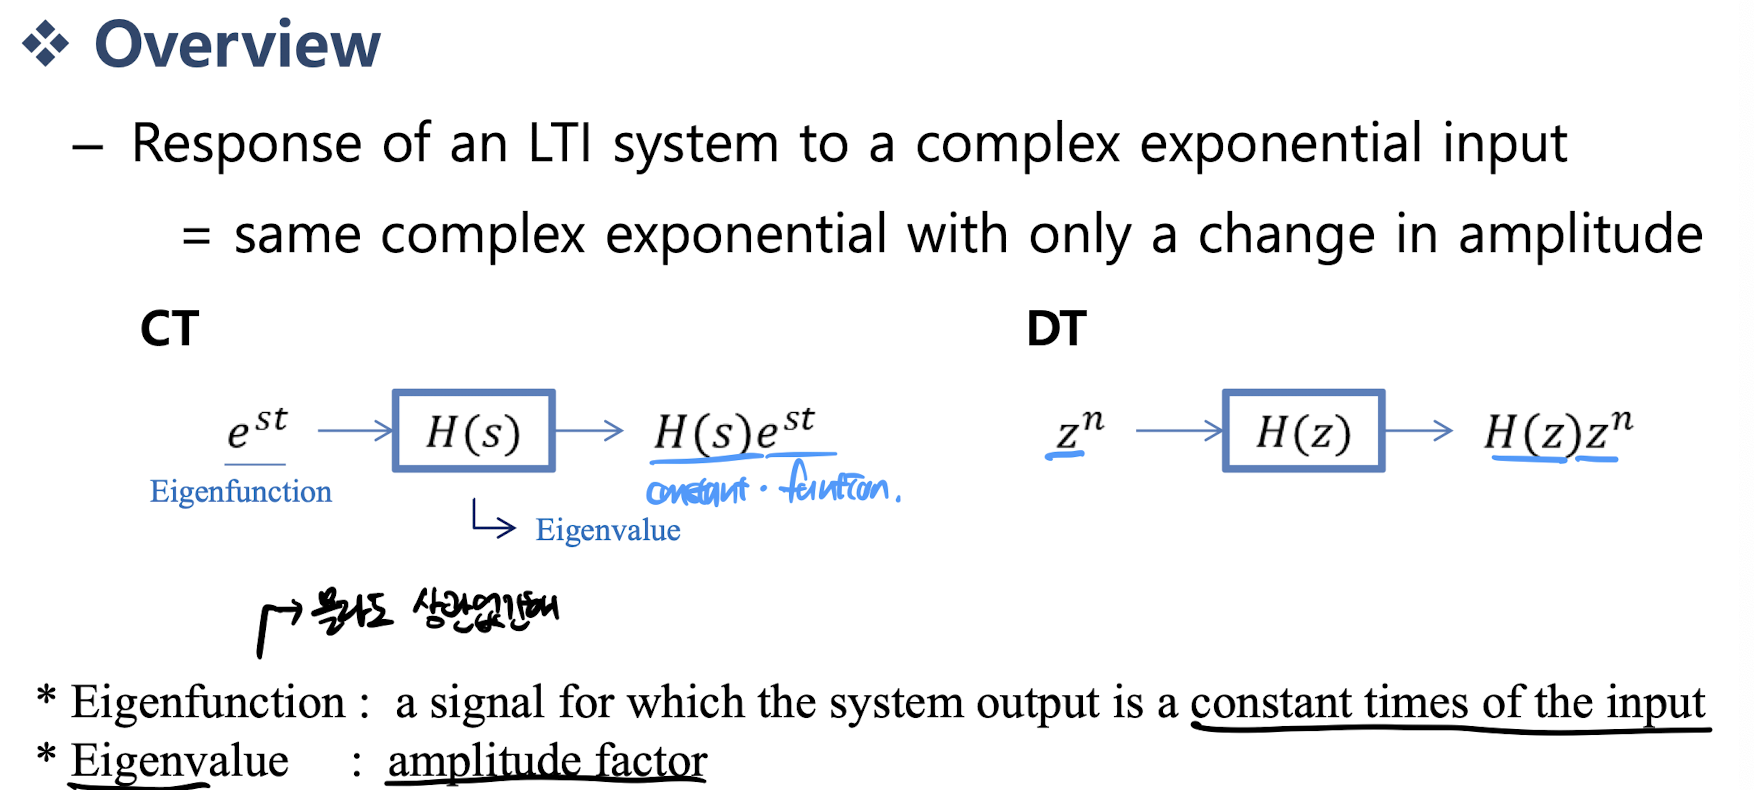 ❖ Overview
– Response of an LTI system to a complex exponential input
= same complex exponential with only a change in amplitude
CT
DT
e^{st} → H(s) → H(s)e^{st}
z^n → H(z) → H(z)z^n
Eigenfunction
constant · funtion.
Eigenvalue
몰라도 상관없간해
* Eigenfunction : a signal for which the system output is a constant times of the input
* Eigenvalue : amplitude factor